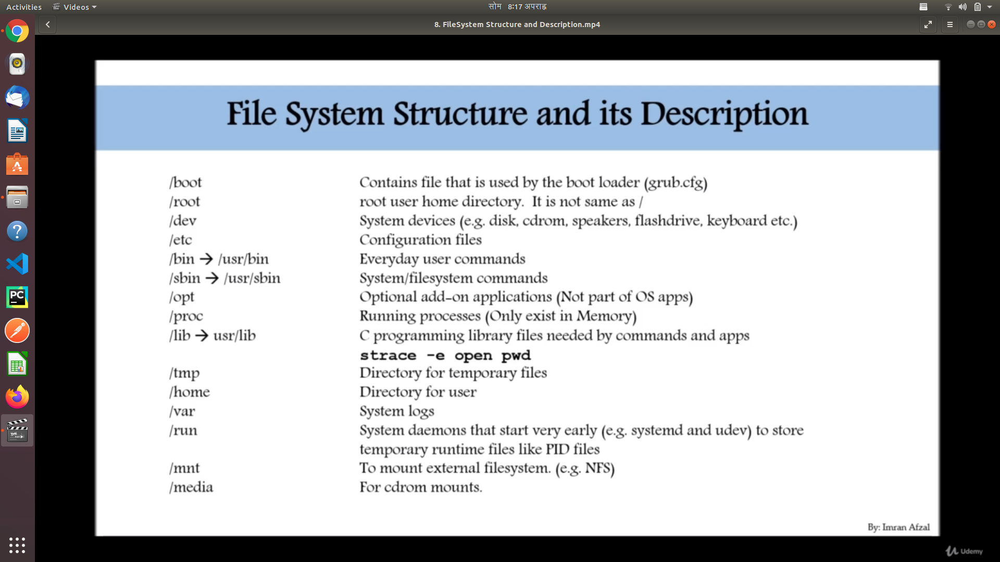 Activities Videos सोम 8:17 अपराह्न
8. FileSystem Structure and Description.mp4
File System Structure and its Description
/boot Contains file that is used by the boot loader (grub.cfg)
/root root user home directory. It is not same as /
/dev System devices (e.g. disk, cdrom, speakers, flashdrive, keyboard etc.)
/etc Configuration files
/bin → /usr/bin Everyday user commands
/sbin → /usr/sbin System/filesystem commands
/opt Optional add-on applications (Not part of OS apps)
/proc Running processes (Only exist in Memory)
/lib → usr/lib C programming library files needed by commands and apps
strace -e open pwd
/tmp Directory for temporary files
/home Directory for user
/var System logs
/run System daemons that start very early (e.g. systemd and udev) to store
temporary runtime files like PID files
/mnt To mount external filesystem. (e.g. NFS)
/media For cdrom mounts.
By: Imran Afzal
Udemy
PC